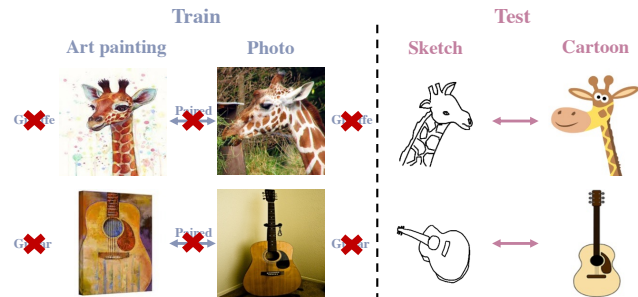 Train
Test
Art painting
Photo
Sketch
Cartoon
Paired
Paired